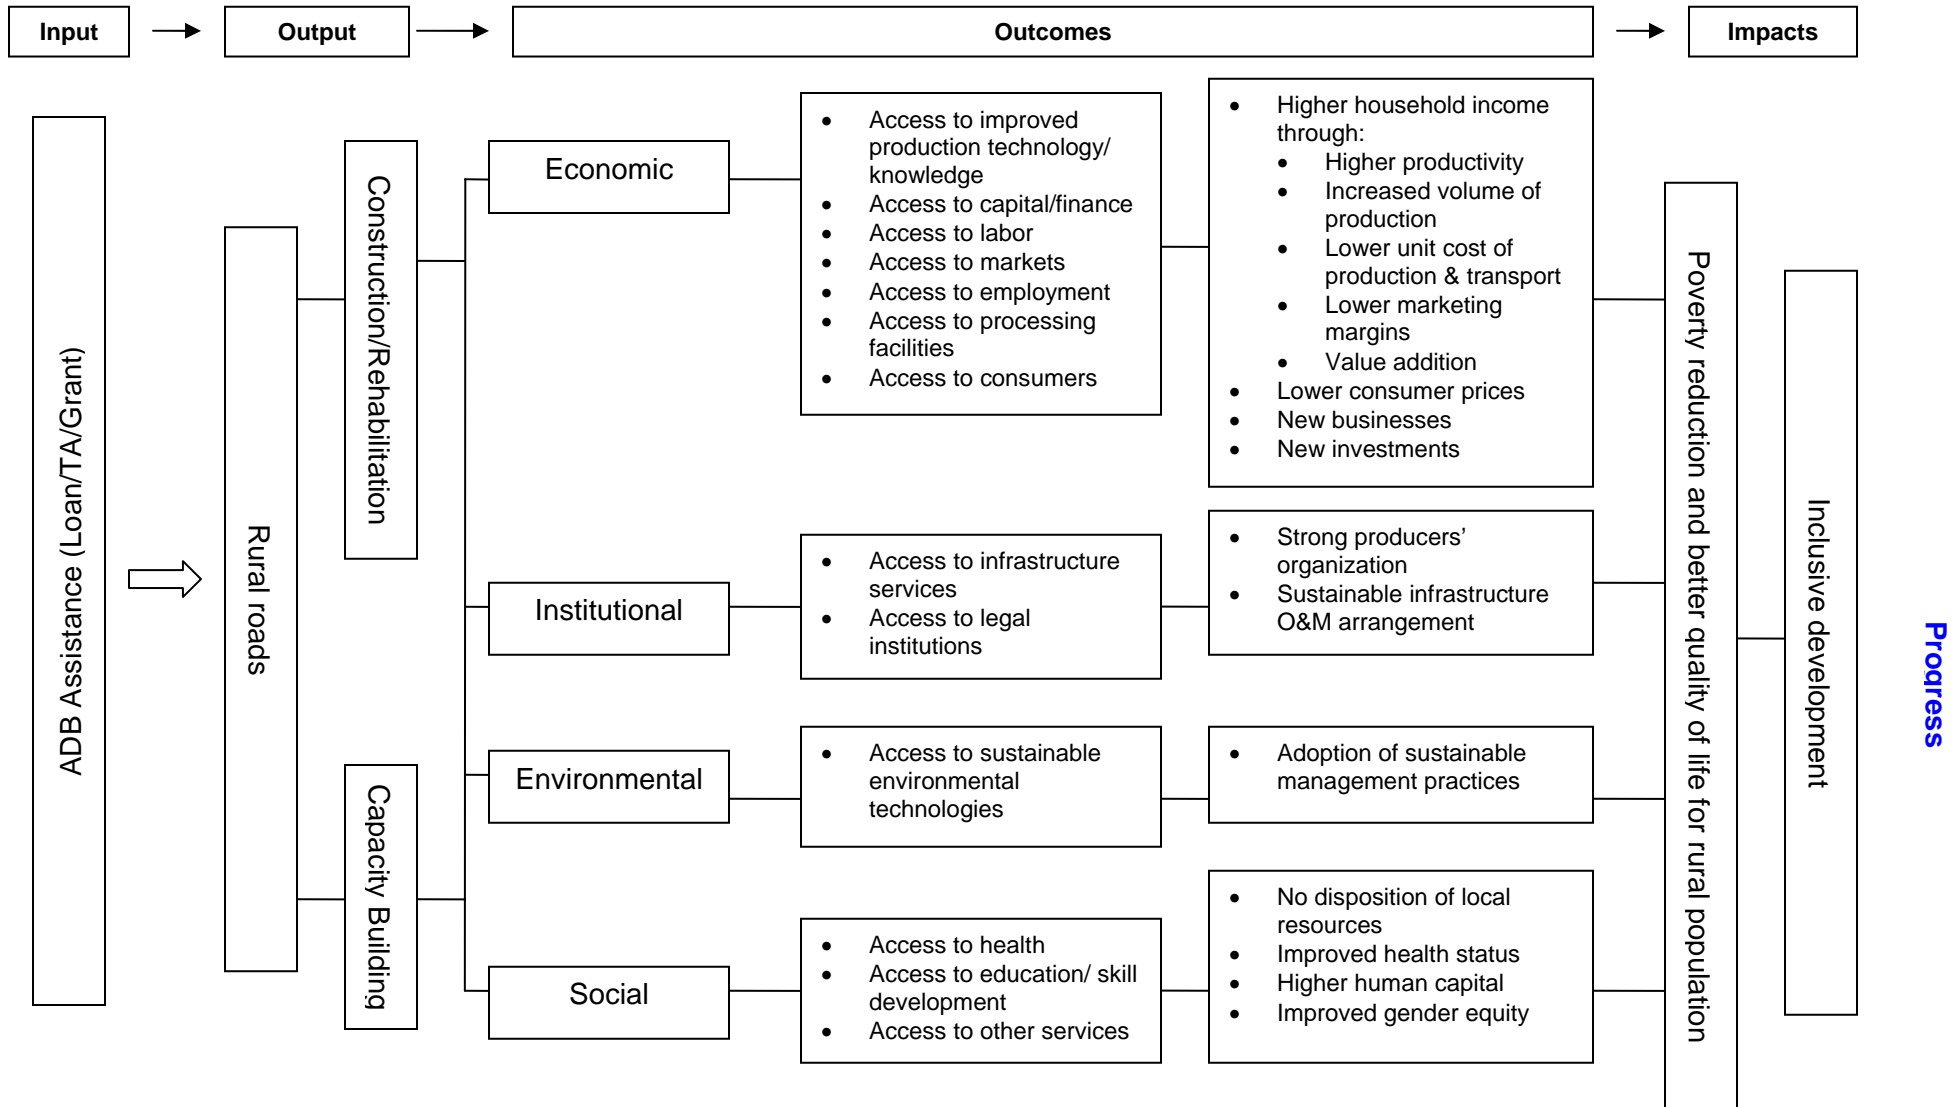 Input
Output
Outcomes
Impacts
ADB Assistance (Loan/TA/Grant)
Rural roads
Construction/Rehabilitation
Capacity Building
Economic
• Access to improved
production technology/
knowledge
• Access to capital/finance
• Access to labor
• Access to markets
• Access to employment
• Access to processing
facilities
• Access to consumers
• Higher household income
through:
• Higher productivity
• Increased volume of
production
• Lower unit cost of
production & transport
• Lower marketing
margins
• Value addition
• Lower consumer prices
• New businesses
• New investments
Institutional
• Access to infrastructure
services
• Access to legal
institutions
• Strong producers’
organization
• Sustainable infrastructure
O&M arrangement
Environmental
• Access to sustainable
environmental
technologies
• Adoption of sustainable
management practices
Social
• Access to health
• Access to education/ skill
development
• Access to other services
• No disposition of local
resources
• Improved health status
• Higher human capital
• Improved gender equity
Poverty reduction and better quality of life for rural population
Inclusive development
Progress